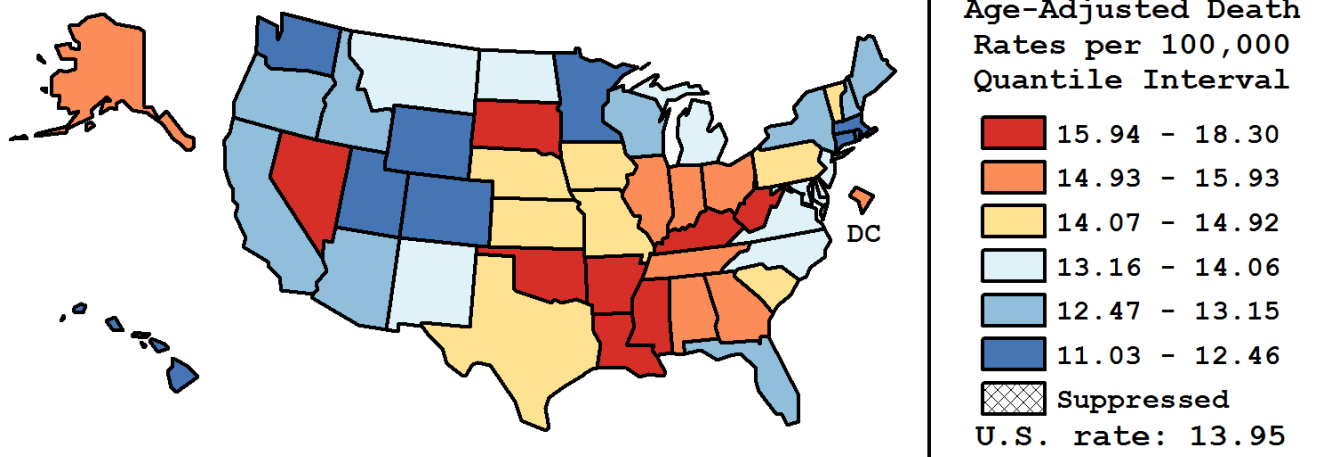 Age-Adjusted Death
Rates per 100,000
Quantile Interval
15.94 - 18.30
14.93 - 15.93
14.07 - 14.92
13.16 - 14.06
12.47 - 13.15
11.03 - 12.46
Suppressed
U.S. rate: 13.95
DC